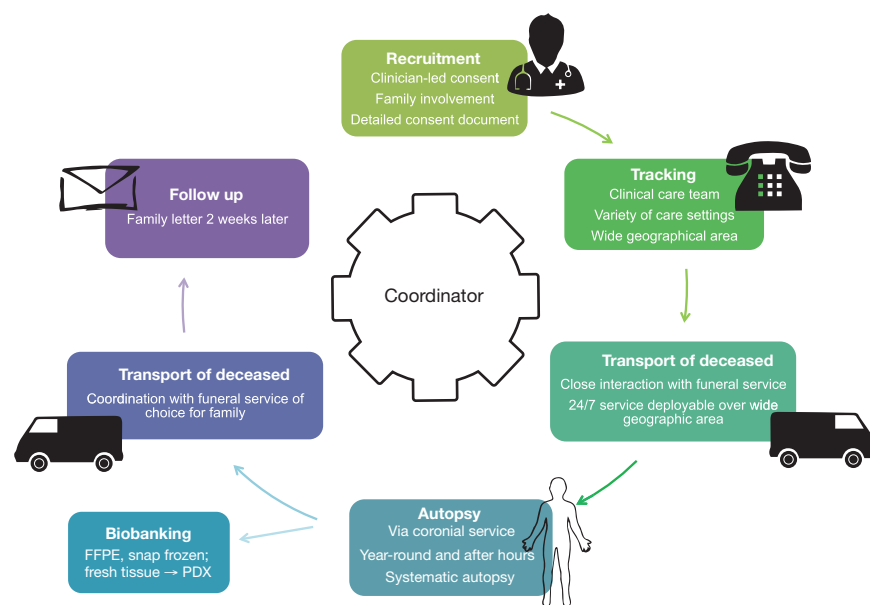 Recruitment
Clinician-led consent
Family involvement
Detailed consent document
Tracking
Clinical care team
Variety of care settings
Wide geographical area
Transport of deceased
Close interaction with funeral service
24/7 service deployable over wide
geographic area
Autopsy
Via coronial service
Year-round and after hours
Systematic autopsy
Biobanking
FFPE, snap frozen;
fresh tissue → PDX
Transport of deceased
Coordination with funeral service of
choice for family
Follow up
Family letter 2 weeks later
Coordinator